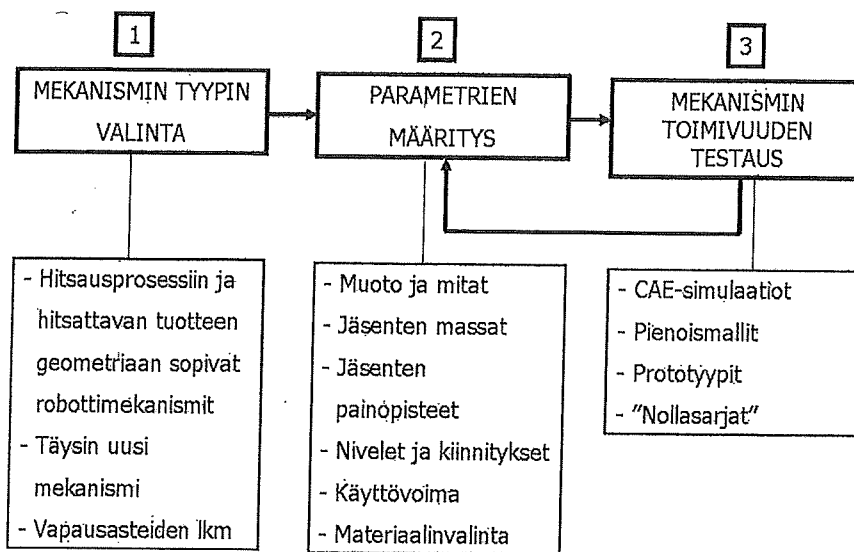 1
MEKANISMIN TYYPIN
VALINTA
- Hitsausprosessiin ja
hitsattavan tuotteen
geometriaan sopivat
robottimekanismit
- Täysin uusi
mekanismi
- Vapausasteiden lkm
2
PARAMETRIEN
MÄÄRITYS
- Muoto ja mitat
- Jäsenten massat
- Jäsenten
painopisteet
- Nivelet ja kiinnitykset
- Käyttövoima
- Materiaalinvalinta
3
MEKANISMIN
TOIMIVUUDEN
TESTAUS
- CAE-simulaatiot
- Pienoismallit
- Prototyypit
- "Nollasarjat"